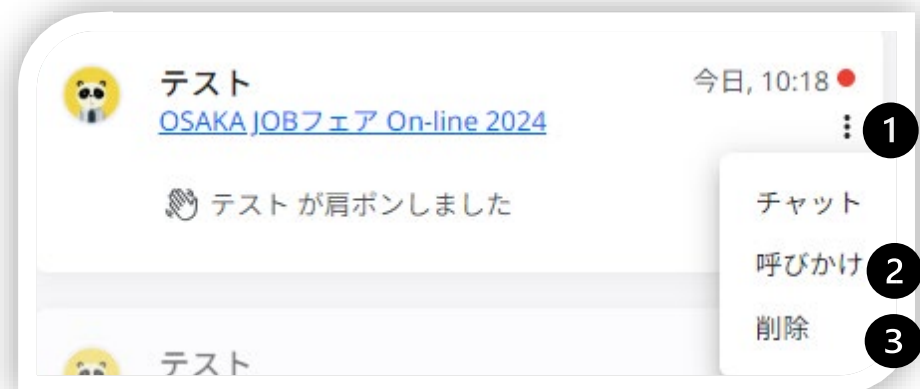 テスト
今日, 10:18
OSAKA JOBフェア On-line 2024
1
テスト が肩ポンしました
チャット
呼びかけ
2
削除
3
テスト